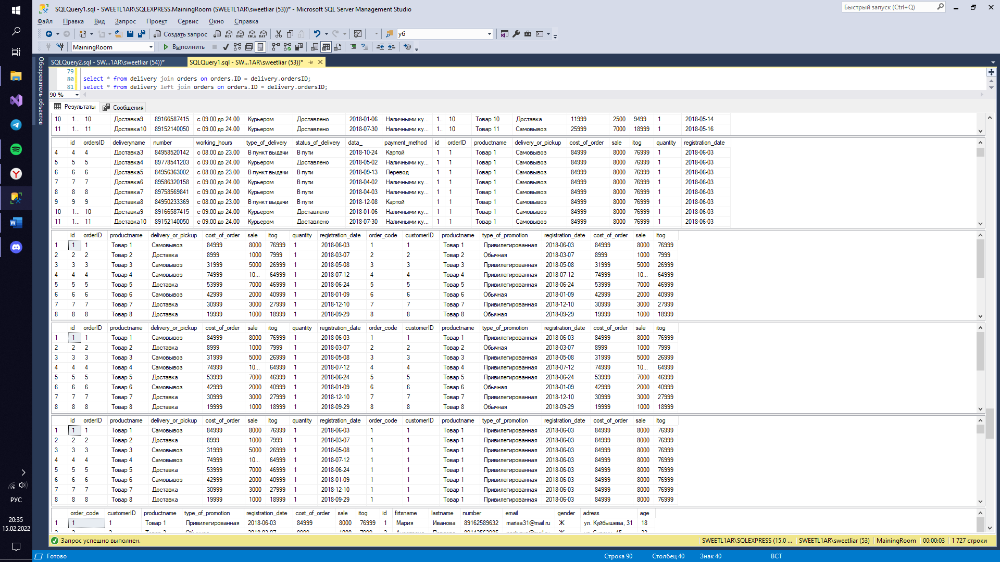 SQLQuery1.sql - SWEETL1AR\SQLEXPRESS.MainingRoom (SWEETL1AR\sweetliar (53))* - Microsoft SQL Server Management Studio
Быстрый запуск (Ctrl+Q)
Файл Правка Вид Запрос Проект Сервис Окно Справка
Создать запрос MDX DMX XMLA DAX у6
MainingRoom Выполнить
Обозреватель объектов
SQLQuery2.sql - SW...1AR\sweetliar (54))* SQLQuery1.sql - SW...1AR\sweetliar (53))*
79
80 select * from delivery join orders on orders.ID = delivery.ordersID;
81 select * from delivery left join orders on orders.ID = delivery.ordersID;
90 %
Результаты Сообщения
10 1... 10 Доставка9 89166587415 с 09.00 до 24.00 Курьером Доставлено 2018-01-06 Наличными ку... 1.. 10 Товар 10 Доставка 11999 2500 9499 1 2018-05-14
11 1... 11 Доставка10 89152140050 с 09.00 до 24.00 Курьером Доставлено 2018-07-30 Наличными ку... 1.. 10 Товар 11 Самовывоз 25999 7000 18999 1 2018-05-16
id ordersID deliveryname number working_hours type_of_delivery status_of_delivery data_ payment_method id orderID productname delivery_or_pickup cost_of_order sale itog quantity registration_date
4 4 4 Доставка3 84958520142 с 08.00 до 23.00 В пункт выдачи В пути 2018-10-24 Картой 1 1 Товар 1 Самовывоз 84999 8000 76999 1 2018-06-03
5 5 5 Доставка4 89778541203 с 09.00 до 24.00 Курьером Доставлено 2018-05-02 Наличными ку... 1 1 Товар 1 Самовывоз 84999 8000 76999 1 2018-06-03
6 6 6 Доставка5 84956363002 с 08.00 до 23.00 В пункт выдачи В пути 2018-09-13 Перевод 1 1 Товар 1 Самовывоз 84999 8000 76999 1 2018-06-03
7 7 7 Доставка6 89586320158 с 09.00 до 24.00 Курьером В пути 2018-04-02 Наличными ку... 1 1 Товар 1 Самовывоз 84999 8000 76999 1 2018-06-03
8 8 8 Доставка7 89758569841 с 09.00 до 24.00 Курьером В пути 2018-04-03 Наличными ку... 1 1 Товар 1 Самовывоз 84999 8000 76999 1 2018-06-03
9 9 9 Доставка8 84950233369 с 08.00 до 23.00 В пункт выдачи В пути 2018-12-08 Картой 1 1 Товар 1 Самовывоз 84999 8000 76999 1 2018-06-03
10 1... 10 Доставка9 89166587415 с 09.00 до 24.00 Курьером Доставлено 2018-01-06 Наличными ку... 1 1 Товар 1 Самовывоз 84999 8000 76999 1 2018-06-03
11 1... 11 Доставка10 89152140050 с 09.00 до 24.00 Курьером Доставлено 2018-07-30 Наличными ку... 1 1 Товар 1 Самовывоз 84999 8000 76999 1 2018-06-03
id orderID productname delivery_or_pickup cost_of_order sale itog quantity registration_date order_code customerID productname type_of_promotion registration_date cost_of_order sale itog
1 1 1 Товар 1 Самовывоз 84999 8000 76999 1 2018-06-03 1 1 Товар 1 Привилегированная 2018-06-03 84999 8000 76999
2 2 2 Товар 2 Доставка 8999 1000 7999 1 2018-03-07 2 2 Товар 2 Обычная 2018-03-07 8999 1000 7999
3 3 3 Товар 3 Самовывоз 31999 5000 26999 1 2018-05-08 3 3 Товар 3 Привилегированная 2018-05-08 31999 5000 26999
4 4 4 Товар 4 Самовывоз 74999 10... 64999 1 2018-07-12 4 4 Товар 4 Привилегированная 2018-07-12 74999 10... 64999
5 5 5 Товар 5 Доставка 53999 7000 46999 1 2018-06-24 5 5 Товар 5 Привилегированная 2018-06-24 53999 7000 46999
6 6 6 Товар 6 Самовывоз 42999 2000 40999 1 2018-01-09 6 6 Товар 6 Обычная 2018-01-09 42999 2000 40999
7 7 7 Товар 7 Доставка 30999 3000 27999 1 2018-12-10 7 7 Товар 7 Привилегированная 2018-12-10 30999 3000 27999
8 8 8 Товар 8 Доставка 19999 1000 18999 1 2018-09-29 8 8 Товар 8 Обычная 2018-09-29 19999 1000 18999
id orderID productname delivery_or_pickup cost_of_order sale itog quantity registration_date order_code customerID productname type_of_promotion registration_date cost_of_order sale itog
1 1 1 Товар 1 Самовывоз 84999 8000 76999 1 2018-06-03 1 1 Товар 1 Привилегированная 2018-06-03 84999 8000 76999
2 2 2 Товар 2 Доставка 8999 1000 7999 1 2018-03-07 2 2 Товар 2 Обычная 2018-03-07 8999 1000 7999
3 3 3 Товар 3 Самовывоз 31999 5000 26999 1 2018-05-08 3 3 Товар 3 Привилегированная 2018-05-08 31999 5000 26999
4 4 4 Товар 4 Самовывоз 74999 10... 64999 1 2018-07-12 4 4 Товар 4 Привилегированная 2018-07-12 74999 10... 64999
5 5 5 Товар 5 Доставка 53999 7000 46999 1 2018-06-24 5 5 Товар 5 Привилегированная 2018-06-24 53999 7000 46999
6 6 6 Товар 6 Самовывоз 42999 2000 40999 1 2018-01-09 6 6 Товар 6 Обычная 2018-01-09 42999 2000 40999
7 7 7 Товар 7 Доставка 30999 3000 27999 1 2018-12-10 7 7 Товар 7 Привилегированная 2018-12-10 30999 3000 27999
8 8 8 Товар 8 Доставка 19999 1000 18999 1 2018-09-29 8 8 Товар 8 Обычная 2018-09-29 19999 1000 18999
id orderID productname delivery_or_pickup cost_of_order sale itog quantity registration_date order_code customerID productname type_of_promotion registration_date cost_of_order sale itog
1 1 1 Товар 1 Самовывоз 84999 8000 76999 1 2018-06-03 1 1 Товар 1 Привилегированная 2018-06-03 84999 8000 76999
2 2 2 Товар 2 Доставка 8999 1000 7999 1 2018-03-07 1 1 Товар 1 Привилегированная 2018-06-03 84999 8000 76999
3 3 3 Товар 3 Самовывоз 31999 5000 26999 1 2018-05-08 1 1 Товар 1 Привилегированная 2018-06-03 84999 8000 76999
4 4 4 Товар 4 Самовывоз 74999 10... 64999 1 2018-07-12 1 1 Товар 1 Привилегированная 2018-06-03 84999 8000 76999
5 5 5 Товар 5 Доставка 53999 7000 46999 1 2018-06-24 1 1 Товар 1 Привилегированная 2018-06-03 84999 8000 76999
6 6 6 Товар 6 Самовывоз 42999 2000 40999 1 2018-01-09 1 1 Товар 1 Привилегированная 2018-06-03 84999 8000 76999
7 7 7 Товар 7 Доставка 30999 3000 27999 1 2018-12-10 1 1 Товар 1 Привилегированная 2018-06-03 84999 8000 76999
8 8 8 Товар 8 Доставка 19999 1000 18999 1 2018-09-29 1 1 Товар 1 Привилегированная 2018-06-03 84999 8000 76999
order_code customerID productname type_of_promotion registration_date cost_of_order sale itog id firtsname lastname number email gender adress age
1 1 1 Товар 1 Привилегированная 2018-06-03 84999 8000 76999 1 Мария Иванова 89162589632 mariaa31@mail.ru Ж ул. Куйбышева, 31 18
Запрос успешно выполнен. SWEETL1AR\SQLEXPRESS (15.0 ... SWEETL1AR\sweetliar (53) MainingRoom 00:00:03 1 727 строки
Готово Строка 90 Столбец 40 Знак 40 ВСТ
РУС
20:35
15.02.2022